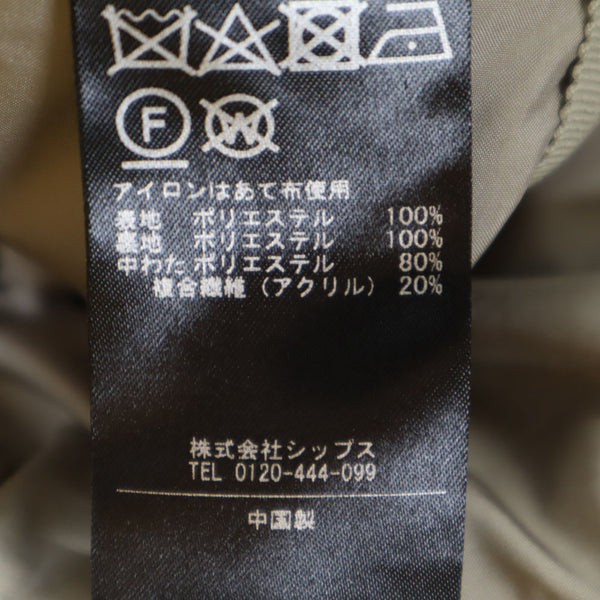 F
W
アイロンはあて布使用
表地 ポリエステル 100%
裏地 ポリエステル 100%
中わた ポリエステル 80%
複合繊維（アクリル） 20%
株式会社シップス
TEL 0120-444-099
中国製